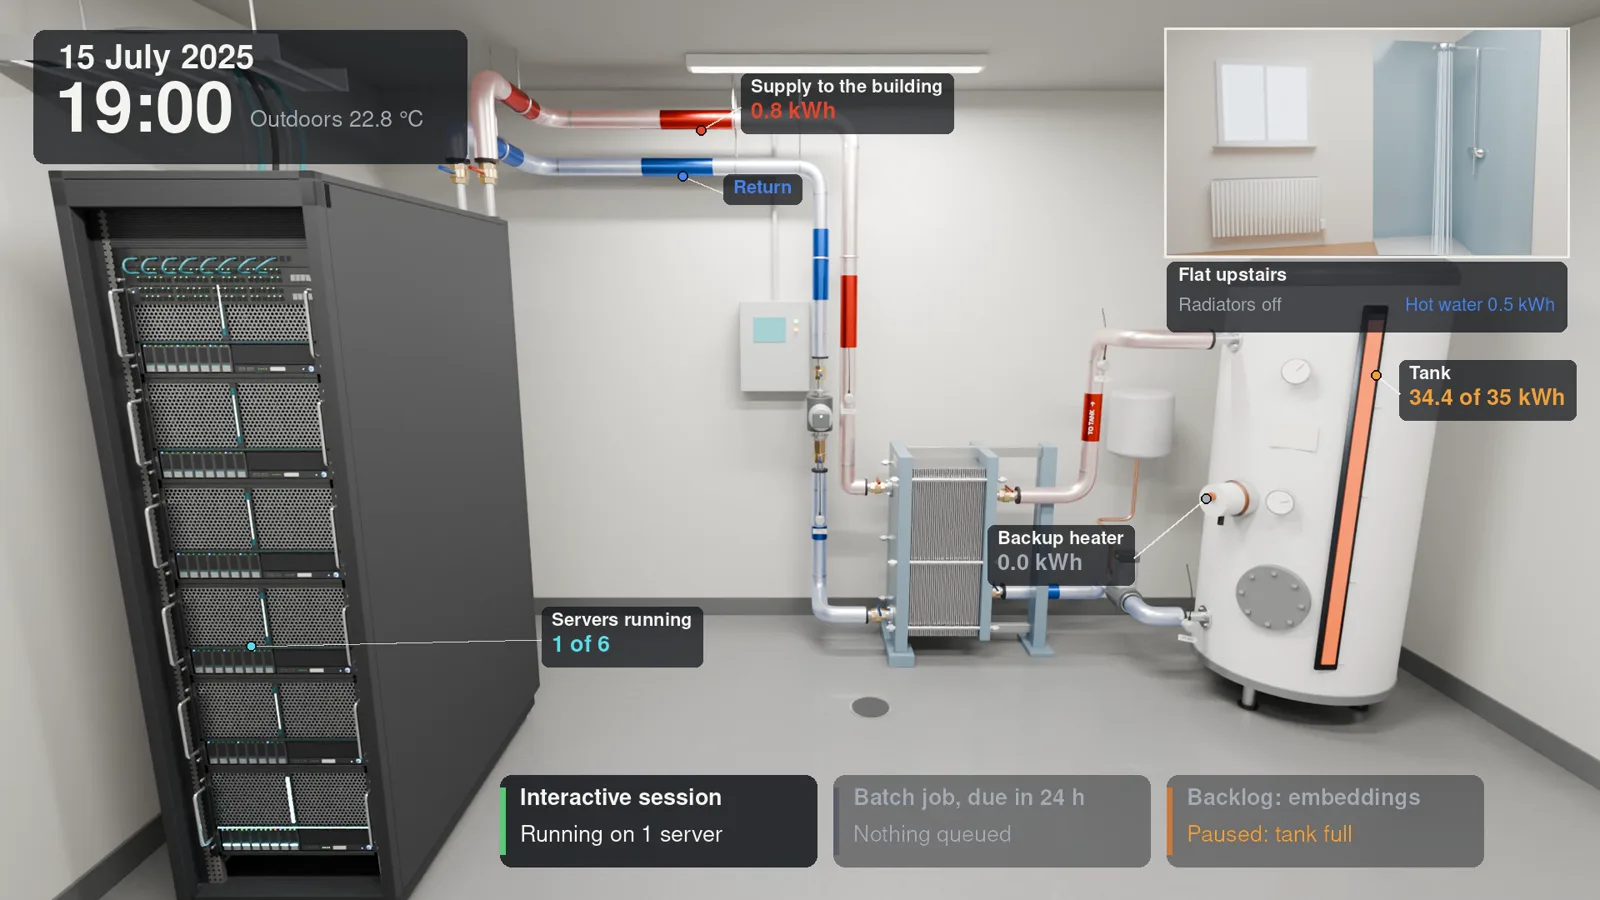 15 July 2025
19:00 Outdoors 22.8 °C
Supply to the building
0.8 kWh
Return
Flat upstairs
Radiators off Hot water 0.5 kWh
Tank
34.4 of 35 kWh
TO TANK
Backup heater
0.0 kWh
Servers running
1 of 6
Interactive session
Running on 1 server
Batch job, due in 24 h
Nothing queued
Backlog: embeddings
Paused: tank full